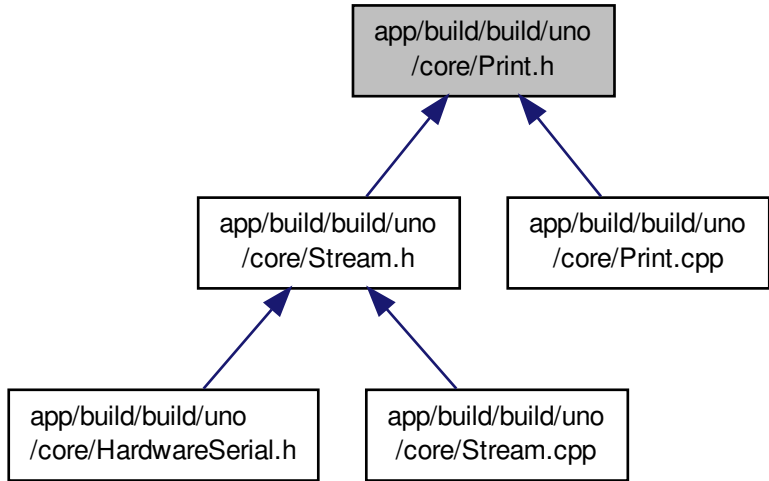 app/build/build/uno
/core/Print.h
app/build/build/uno
/core/Stream.h
app/build/build/uno
/core/Print.cpp
app/build/build/uno
/core/HardwareSerial.h
app/build/build/uno
/core/Stream.cpp